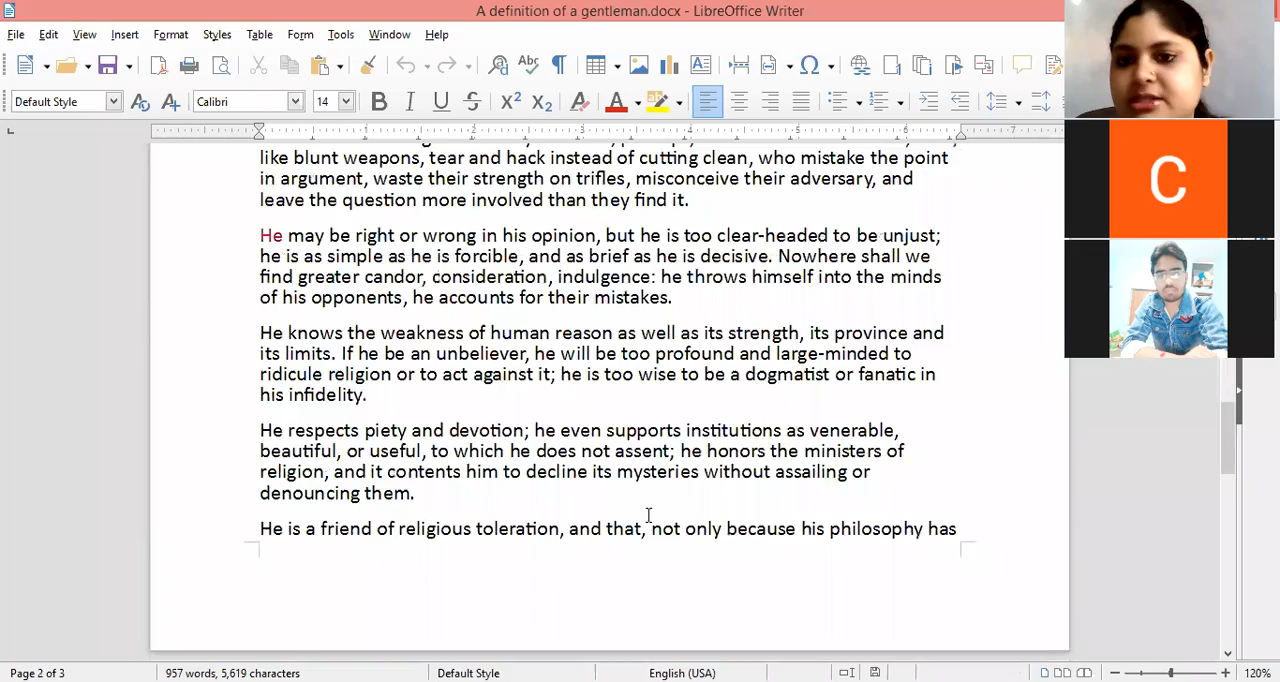 A definition of a gentleman.docx - LibreOffice Writer
File Edit View Insert Format Styles Table Form Tools Window Help
Default Style Calibri 14
like blunt weapons, tear and hack instead of cutting clean, who mistake the point
in argument, waste their strength on trifles, misconceive their adversary, and
leave the question more involved than they find it.
He may be right or wrong in his opinion, but he is too clear-headed to be unjust;
he is as simple as he is forcible, and as brief as he is decisive. Nowhere shall we
find greater candor, consideration, indulgence: he throws himself into the minds
of his opponents, he accounts for their mistakes.
He knows the weakness of human reason as well as its strength, its province and
its limits. If he be an unbeliever, he will be too profound and large-minded to
ridicule religion or to act against it; he is too wise to be a dogmatist or fanatic in
his infidelity.
He respects piety and devotion; he even supports institutions as venerable,
beautiful, or useful, to which he does not assent; he honors the ministers of
religion, and it contents him to decline its mysteries without assailing or
denouncing them.
He is a friend of religious toleration, and that, not only because his philosophy has
C
Page 2 of 3 957 words, 5,619 characters Default Style English (USA) 120%